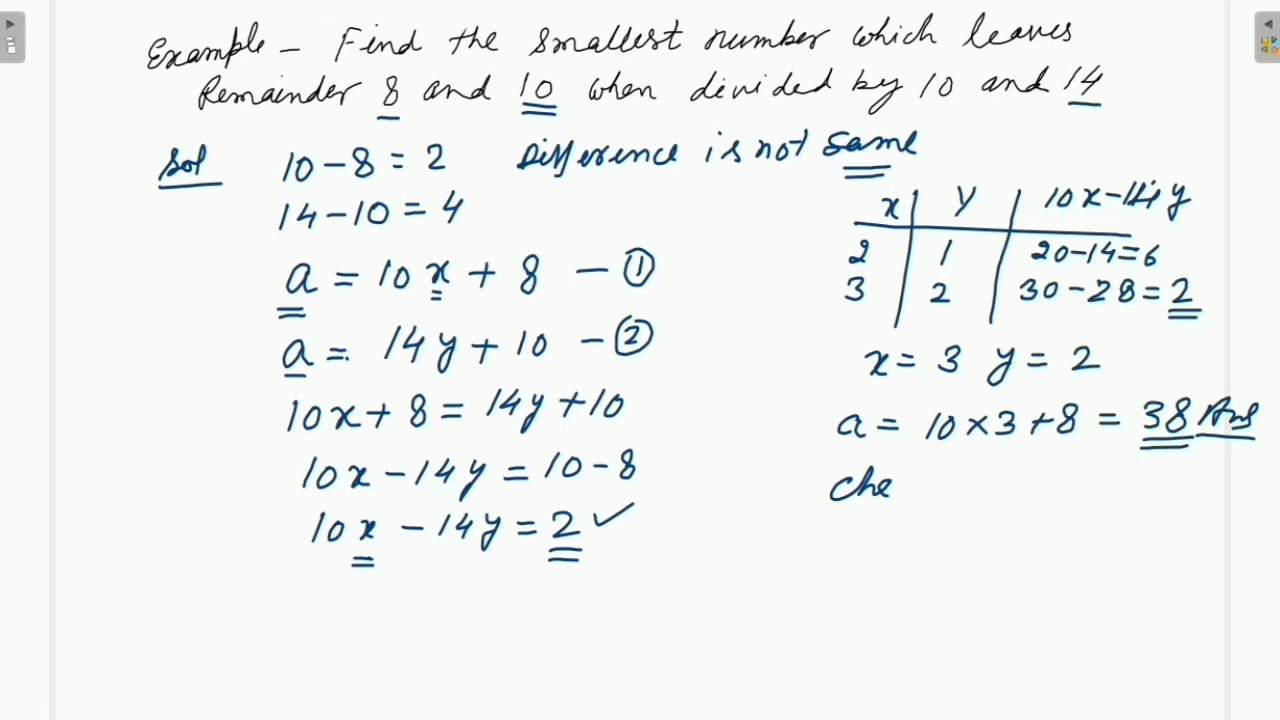 Example - Find the smallest number which leaves
Remainder 8 and 10 when divided by 10 and 14
Sol 10-8=2 Difference is not same
14-10=4
a = 10x + 8 - ①
a = 14y + 10 - ②
10x+8 = 14y+10
10x-14y = 10-8
10x - 14y = 2 ✓
x y 10x-14y
2 1 20-14=6
3 2 30-28=2
x = 3 y = 2
a = 10×3+8 = 38 Ans
Che